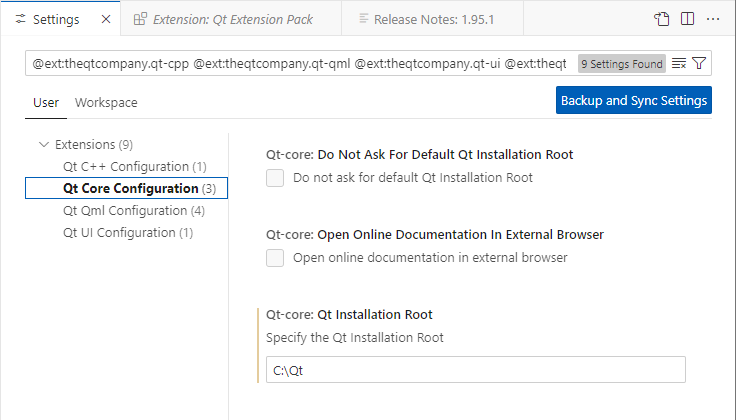 Settings
Extension: Qt Extension Pack
Release Notes: 1.95.1
@ext:theqtcompany.qt-cpp @ext:theqtcompany.qt-qml @ext:theqtcompany.qt-ui @ext:theqt
9 Settings Found
User
Workspace
Backup and Sync Settings
Extensions (9)
Qt C++ Configuration (1)
Qt Core Configuration (3)
Qt Qml Configuration (4)
Qt UI Configuration (1)
Qt-core: Do Not Ask For Default Qt Installation Root
Do not ask for default Qt Installation Root
Qt-core: Open Online Documentation In External Browser
Open online documentation in external browser
Qt-core: Qt Installation Root
Specify the Qt Installation Root
C:\Qt